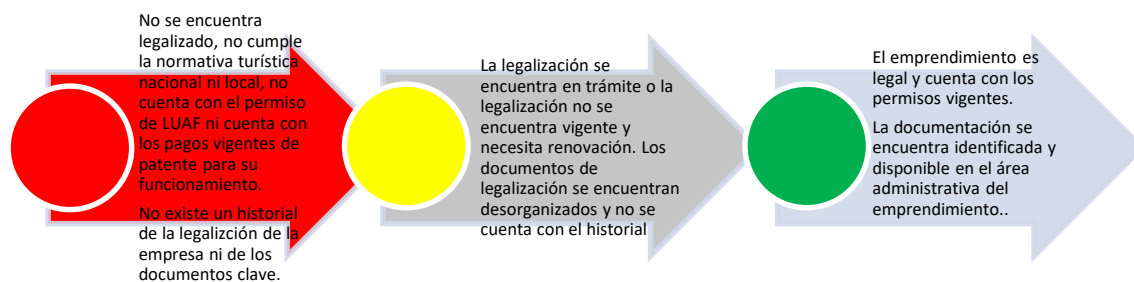 No se encuentra
legalizado, no cumple
la normativa turística
nacional ni local, no
cuenta con el permiso
de LUAF ni cuenta con
los pagos vigentes de
patente para su
funcionamiento.
No existe un historial
de la legalizción de la
empresa ni de los
documentos clave.
La legalización se
encuentra en trámite o la
legalización no se
encuentra vigente y
necesita renovación. Los
documentos de
legalización se encuentran
desorganizados y no se
cuenta con el historial
El emprendimiento es
legal y cuenta con los
permisos vigentes.
La documentación se
encuentra identificada y
disponible en el área
administrativa del
emprendimiento..